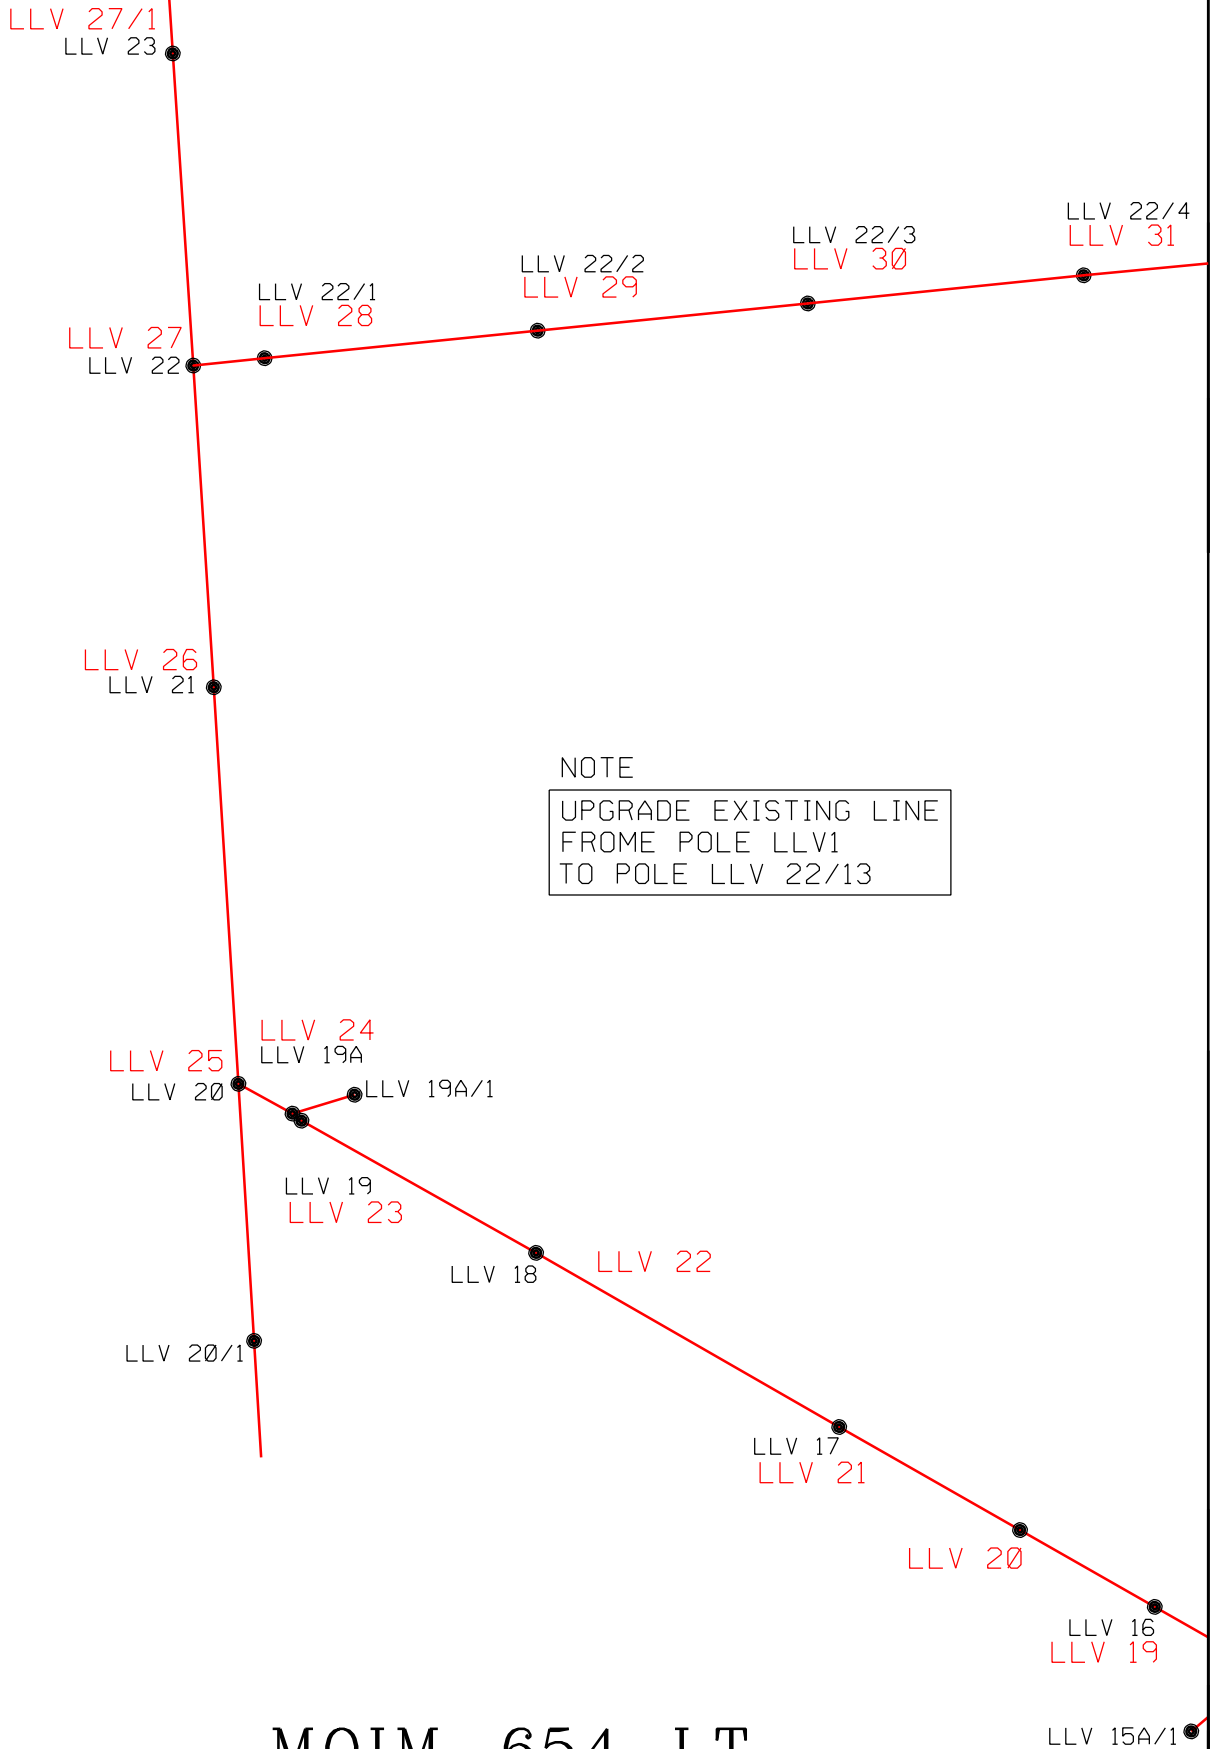 LLV 27/1
LLV 23
LLV 22/4
LLV 31
LLV 22/3
LLV 30
LLV 22/2
LLV 29
LLV 22/1
LLV 28
LLV 27
LLV 22
LLV 26
LLV 21
NOTE
UPGRADE EXISTING LINE
FROME POLE LLV1
TO POLE LLV 22/13
LLV 24
LLV 19A
LLV 25
LLV 20
LLV 19A/1
LLV 19
LLV 23
LLV 22
LLV 18
LLV 20/1
LLV 17
LLV 21
LLV 20
LLV 16
LLV 19
LLV 15A/1
MOIM 654 LT